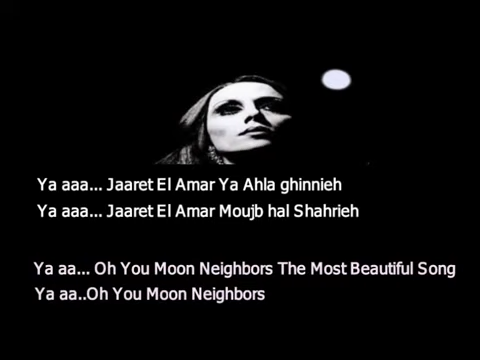 Ya aaa... Jaaret El Amar Ya Ahla ghinnieh
Ya aaa... Jaaret El Amar Moujb hal Shahrieh
Ya aa... Oh You Moon Neighbors The Most Beautiful Song
Ya aa..Oh You Moon Neighbors